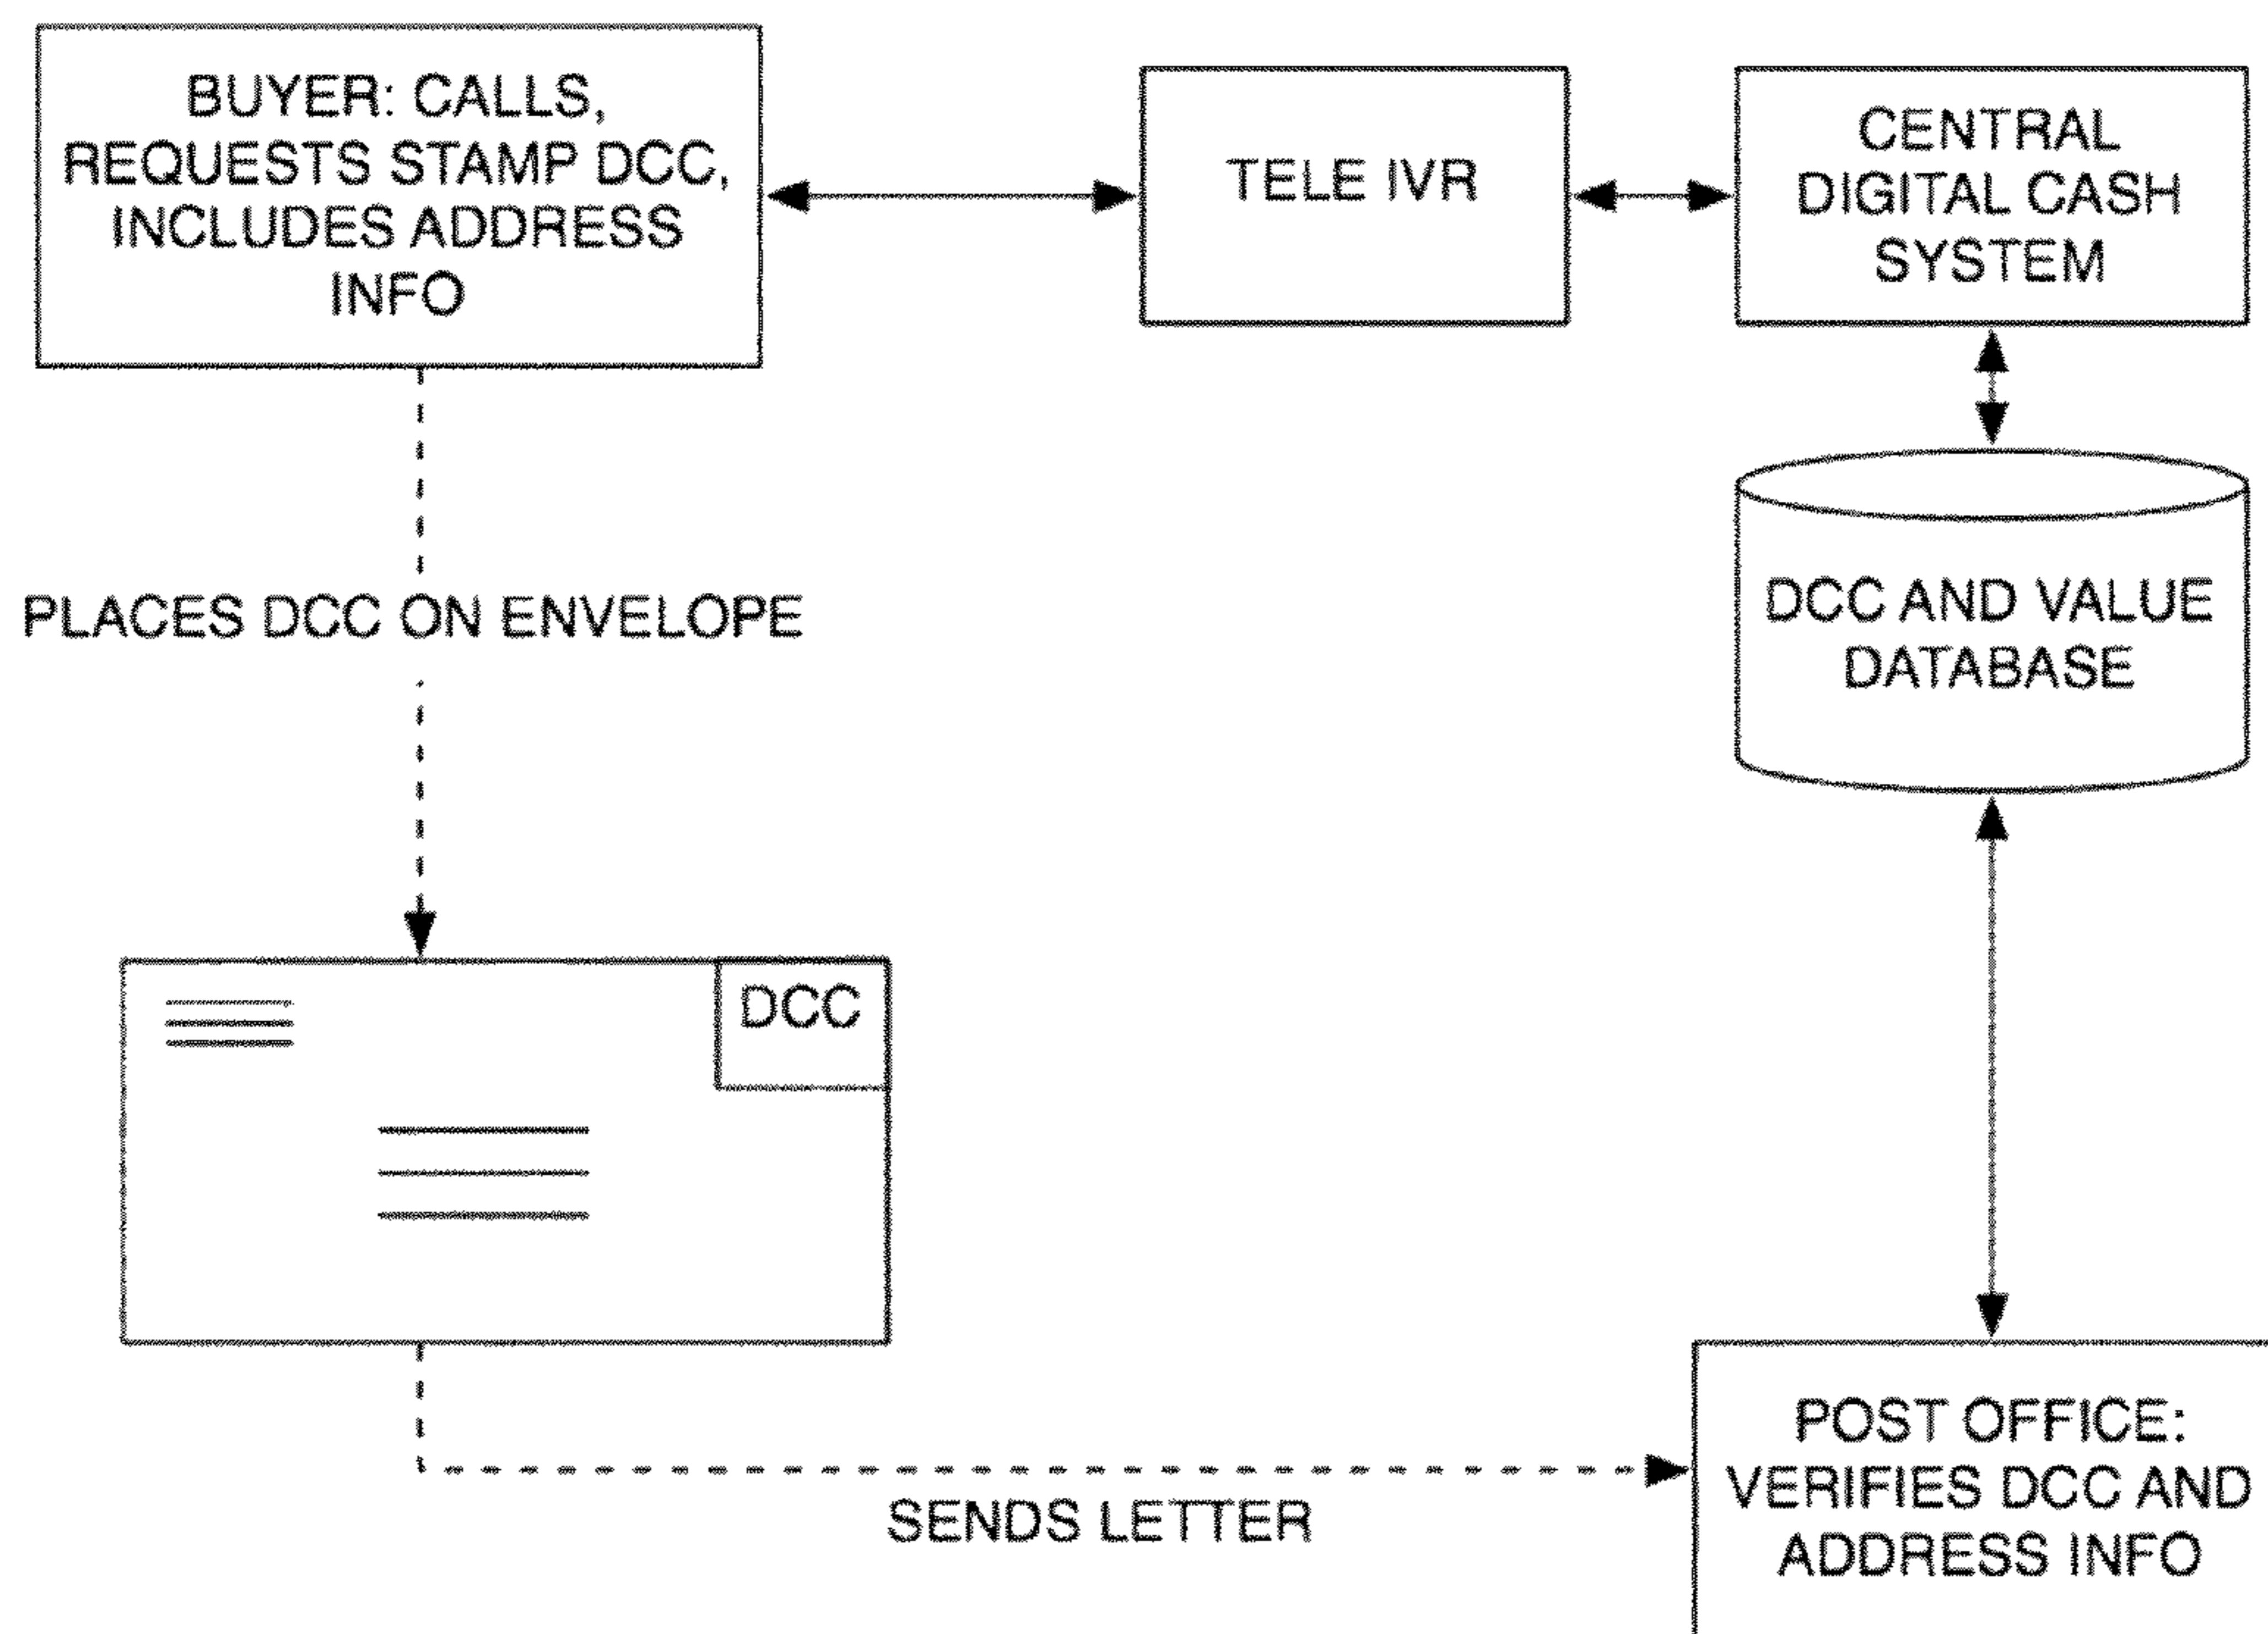 BUYER: CALLS,
REQUESTS STAMP DCC,
INCLUDES ADDRESS
INFO
TELE IVR
CENTRAL
DIGITAL CASH
SYSTEM
PLACES DCC ON ENVELOPE
DCC AND VALUE
DATABASE
DCC
SENDS LETTER
POST OFFICE:
VERIFIES DCC AND
ADDRESS INFO